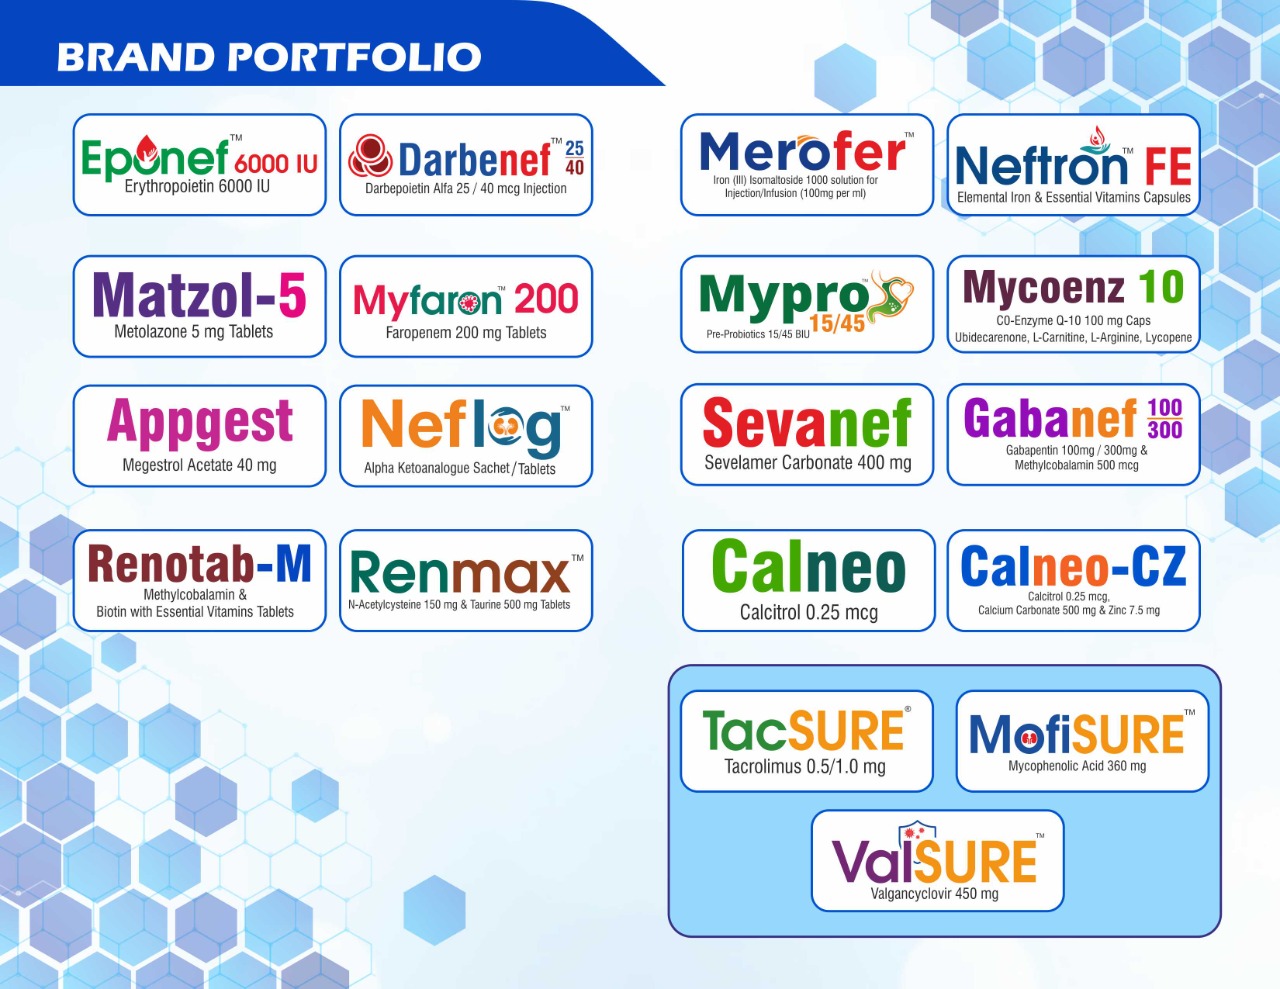 BRAND PORTFOLIO
Eponef™ 6000 IU
Erythropoietin 6000 IU
Darbenef™ 25/40
Darbepoietin Alfa 25 / 40 mcg Injection
Merofer™
Iron (III) Isomaltoside 1000 solution for
Injection/Infusion (100mg per ml)
Neftron™ FE
Elemental Iron & Essential Vitamins Capsules
Matzol-5
Metolazone 5 mg Tablets
Myfaron™ 200
Faropenem 200 mg Tablets
Mypro™
15/45
Pre-Probiotics 15/45 BIU
Mycoenz 10
C0-Enzyme Q-10 100 mg Caps
Ubidecarenone, L-Carnitine, L-Arginine, Lycopene
Appgest
Megestrol Acetate 40 mg
Neflog™
Alpha Ketoanalogue Sachet / Tablets
Sevanef
Sevelamer Carbonate 400 mg
Gabanef 100/300
Gabapentin 100mg / 300mg &
Methylcobalamin 500 mcg
Renotab-M
Methylcobalamin &
Biotin with Essential Vitamins Tablets
Renmax™
N-Acetylcysteine 150 mg & Taurine 500 mg Tablets
Calneo
Calcitrol 0.25 mcg
Calneo-CZ
Calcitrol 0.25 mcg,
Calcium Carbonate 500 mg & Zinc 7.5 mg
TacSURE®
Tacrolimus 0.5/1.0 mg
MofiSURE™
Mycophenolic Acid 360 mg
ValSURE™
Valgancyclovir 450 mg